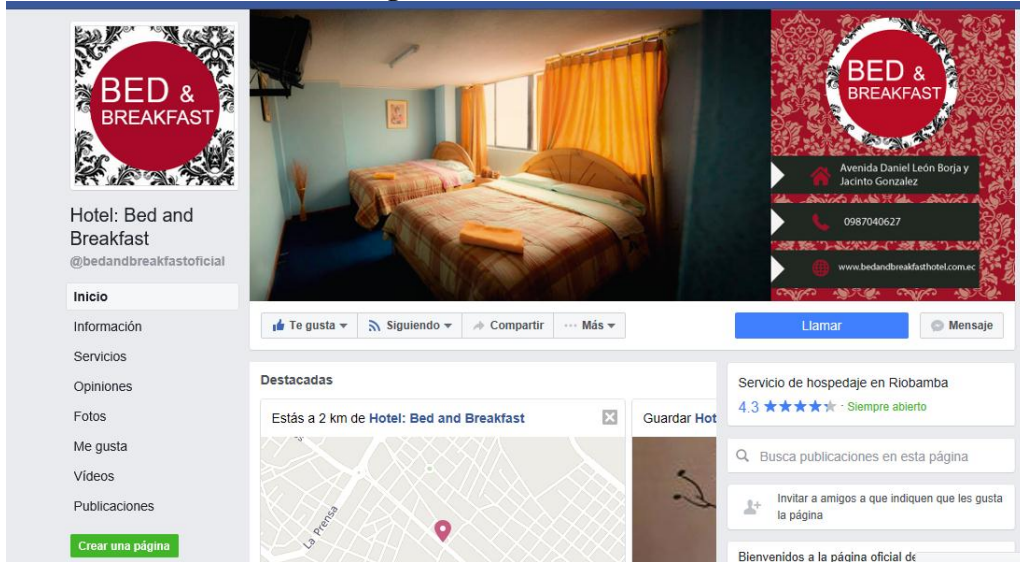 BED &
BREAKFAST
Hotel: Bed and
Breakfast
@bedandbreakfastoficial
Inicio
Información
Servicios
Opiniones
Fotos
Me gusta
Vídeos
Publicaciones
Crear una página
BED &
BREAKFAST
Avenida Daniel León Borja y
Jacinto Gonzalez
0987040627
www.bedandbreakfasthotel.com.ec
Te gusta
Siguiendo
Compartir
Más
Llamar
Mensaje
Destacadas
Estás a 2 km de Hotel: Bed and Breakfast
La Prensa
Guardar Hot
Servicio de hospedaje en Riobamba
4.3 · Siempre abierto
Busca publicaciones en esta página
Invitar a amigos a que indiquen que les gusta
la página
Bienvenidos a la página oficial de